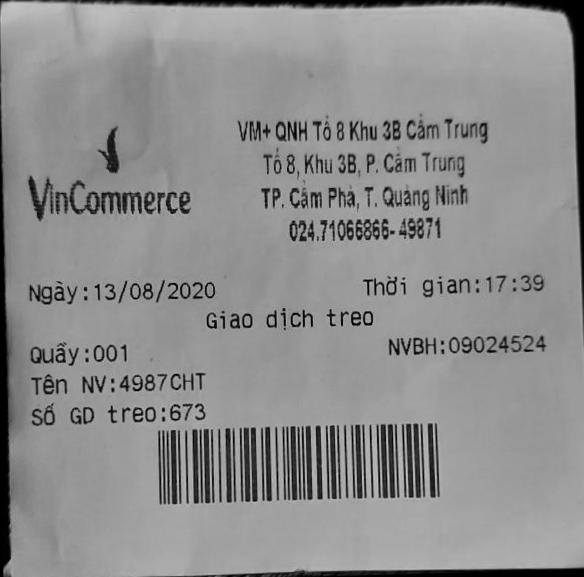 VM+ QNH Tổ 8 Khu 3B Cẩm Trung
Tổ 8, Khu 3B, P. Cẩm Trung
VinCommerce
TP. Cẩm Phả, T. Quảng Ninh
024.71066866- 49871
Ngày:13/08/2020 Thời gian:17:39
Giao dịch treo
Quầy:001 NVBH:09024524
Tên NV:4987CHT
Số GD treo:673